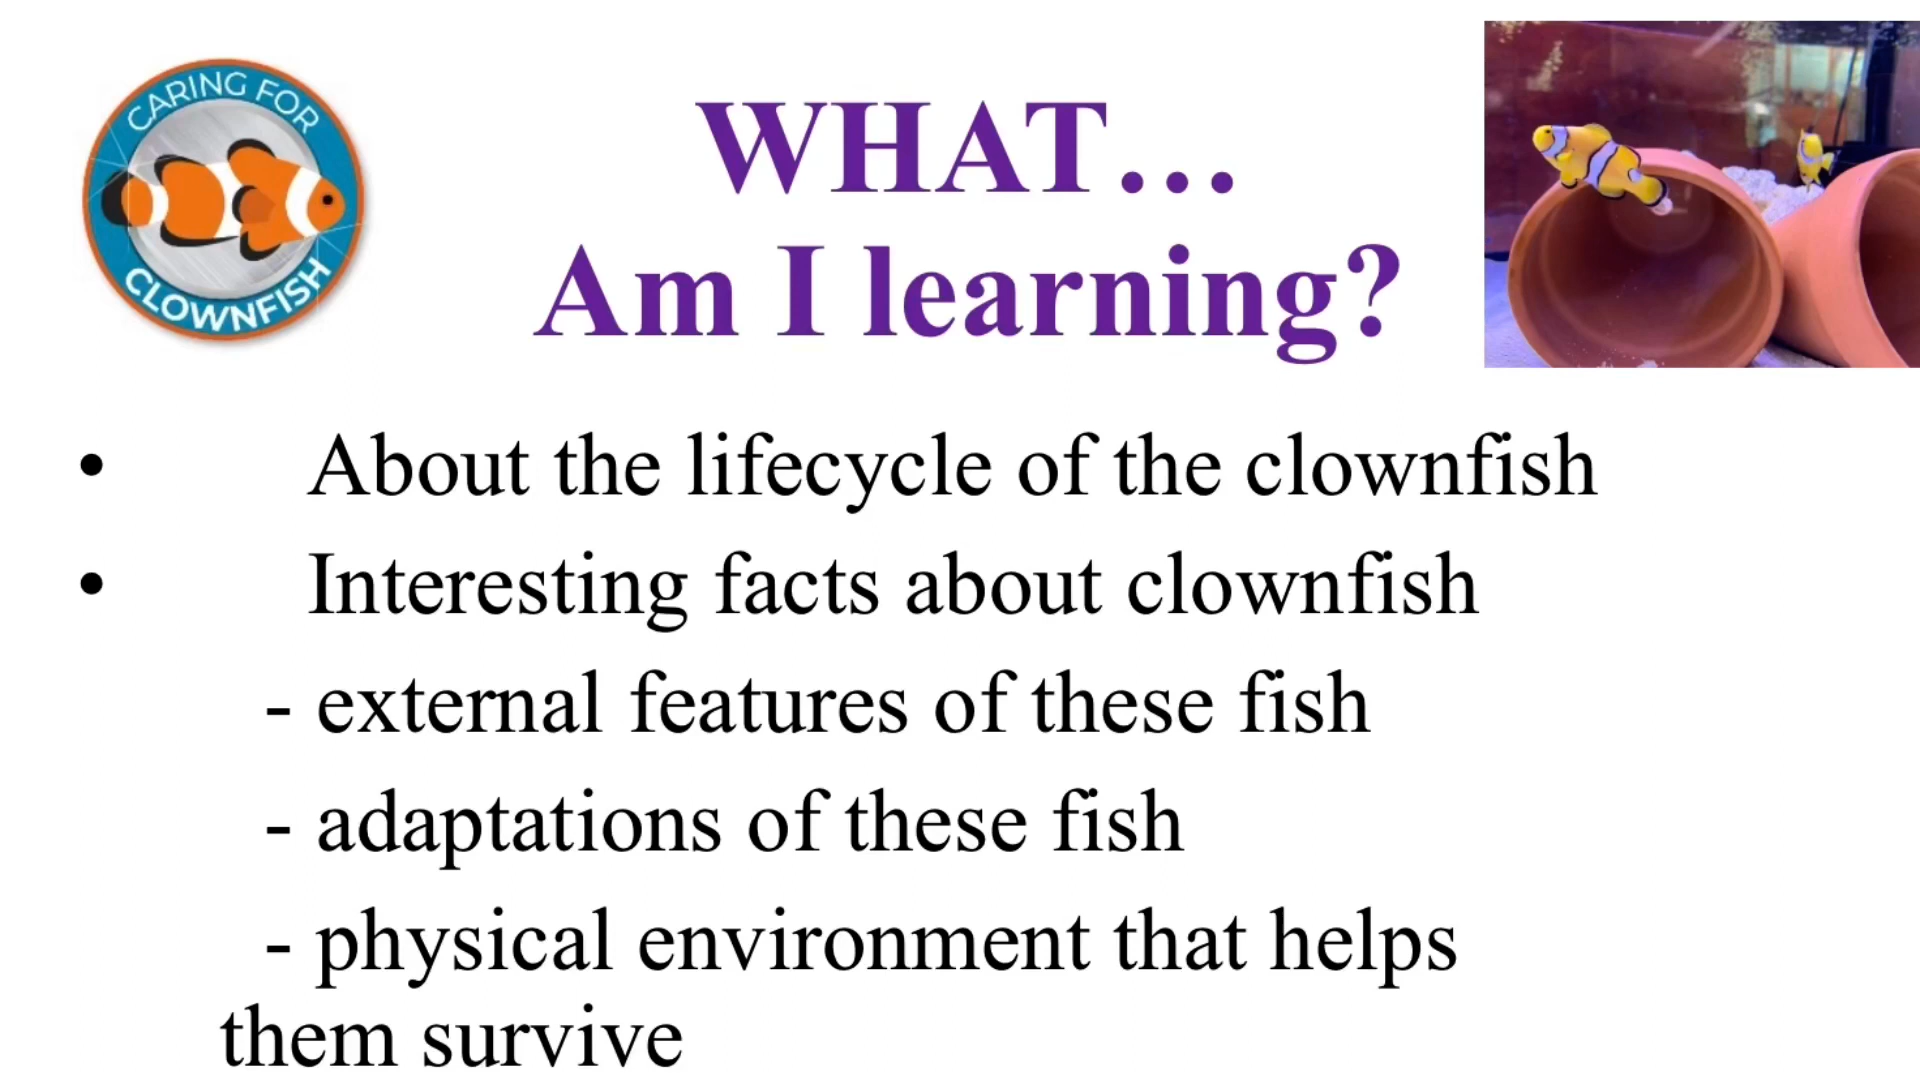 CARING FOR
CLOWNFISH
WHAT…
Am I learning?
• About the lifecycle of the clownfish
• Interesting facts about clownfish
- external features of these fish
- adaptations of these fish
- physical environment that helps
them survive